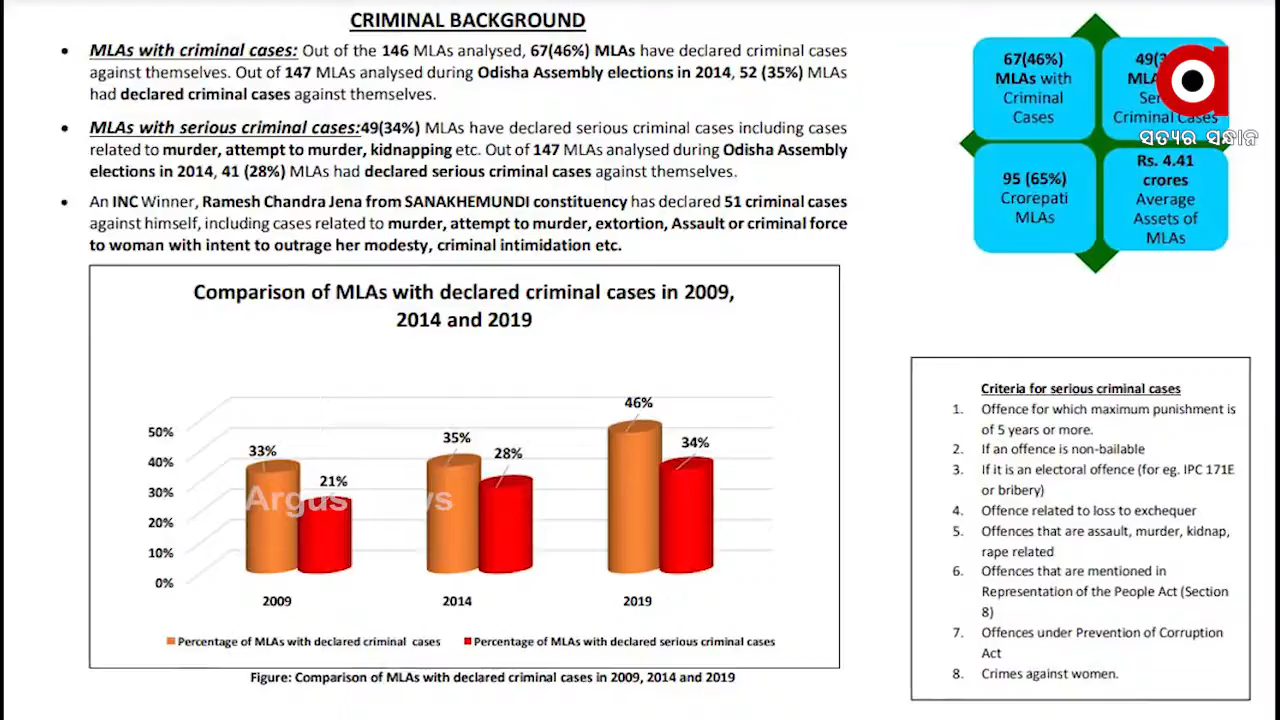 CRIMINAL BACKGROUND
• MLAs with criminal cases: Out of the 146 MLAs analysed, 67(46%) MLAs have declared criminal cases
against themselves. Out of 147 MLAs analysed during Odisha Assembly elections in 2014, 52 (35%) MLAs
had declared criminal cases against themselves.
• MLAs with serious criminal cases:49(34%) MLAs have declared serious criminal cases including cases
related to murder, attempt to murder, kidnapping etc. Out of 147 MLAs analysed during Odisha Assembly
elections in 2014, 41 (28%) MLAs had declared serious criminal cases against themselves.
• An INC Winner, Ramesh Chandra Jena from SANAKHEMUNDI constituency has declared 51 criminal cases
against himself, including cases related to murder, attempt to murder, extortion, Assault or criminal force
to woman with intent to outrage her modesty, criminal intimidation etc.
Comparison of MLAs with declared criminal cases in 2009,
2014 and 2019
50%
40%
30%
20%
10%
0%
33%
21%
35%
28%
46%
34%
Argus
2009
2014
2019
Percentage of MLAs with declared criminal cases
Percentage of MLAs with declared serious criminal cases
Figure: Comparison of MLAs with declared criminal cases in 2009, 2014 and 2019
67(46%)
MLAs with
Criminal
Cases
Criminal Cases
ସତ୍ୟର ସନ୍ଧାନ
95 (65%)
Crorepati
MLAs
Rs. 4.41
crores
Average
Assets of
MLAs
Criteria for serious criminal cases
1. Offence for which maximum punishment is
of 5 years or more.
2. If an offence is non-bailable
3. If it is an electoral offence (for eg. IPC 171E
or bribery)
4. Offence related to loss to exchequer
5. Offences that are assault, murder, kidnap,
rape related
6. Offences that are mentioned in
Representation of the People Act (Section
8)
7. Offences under Prevention of Corruption
Act
8. Crimes against women.